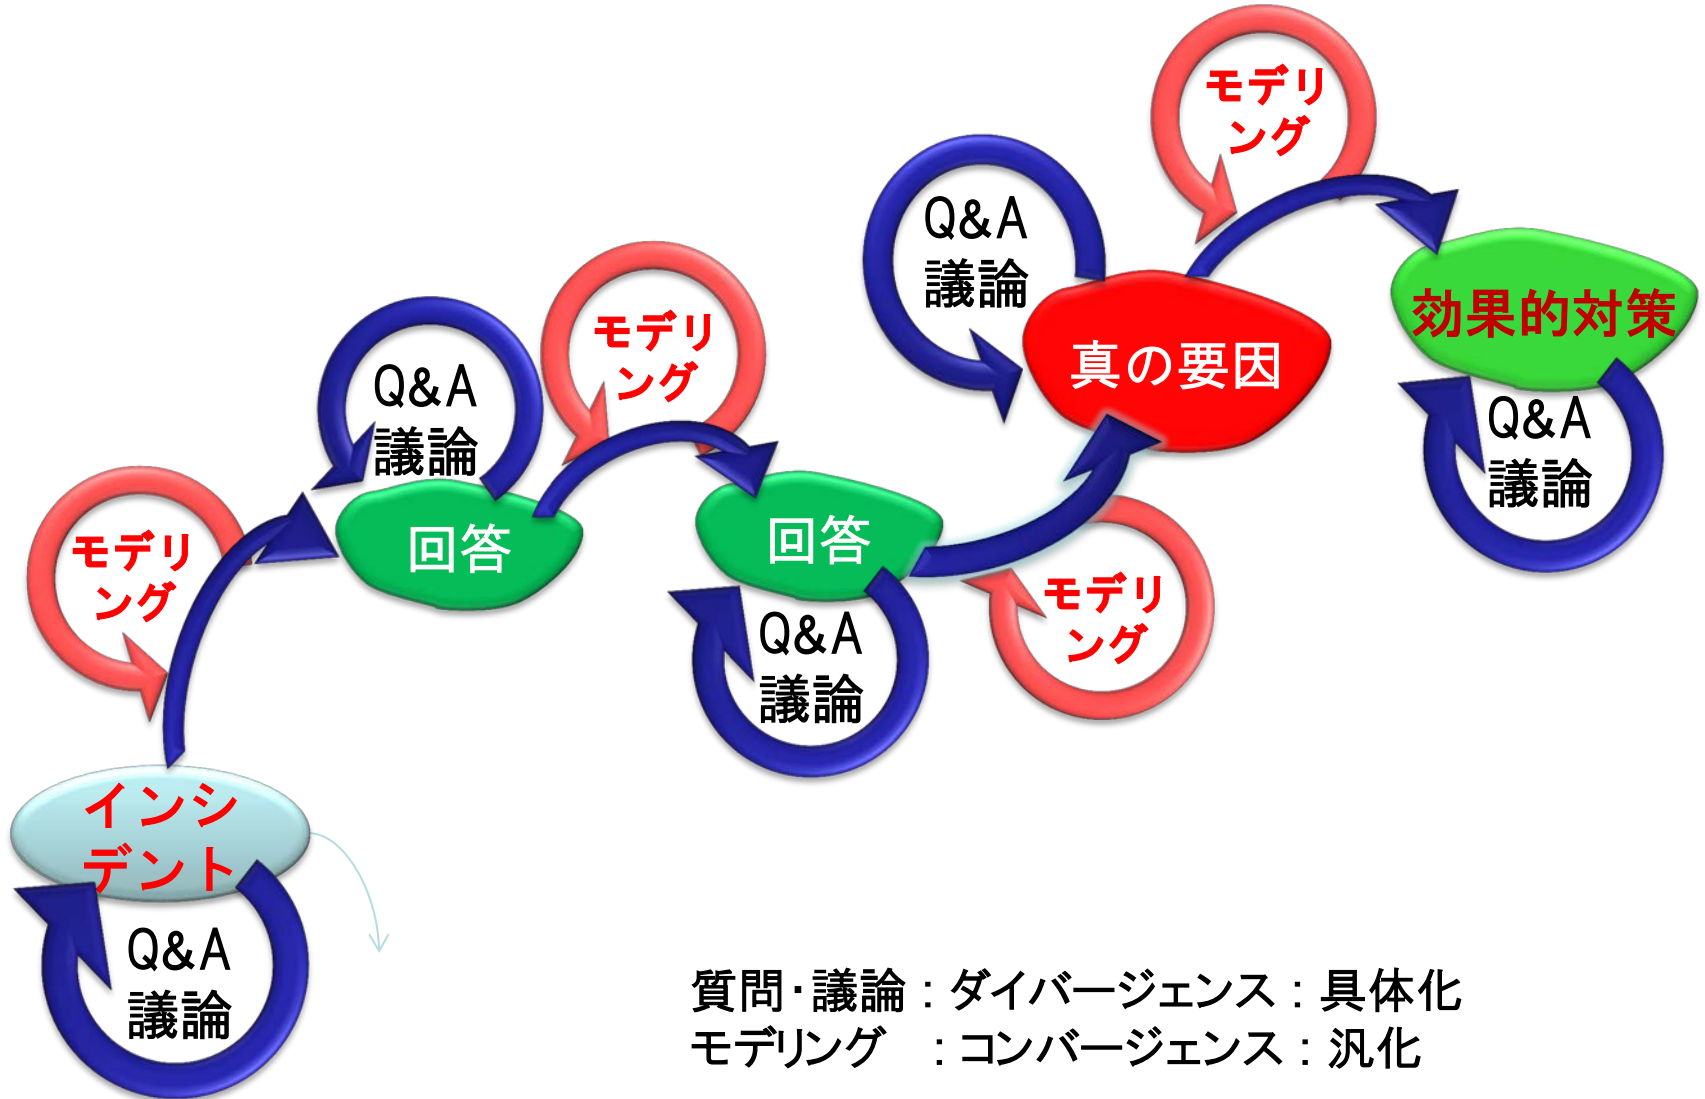 モデリ
ング
Q&A
議論
モデリ
ング
効果的対策
真の要因
Q&A
議論
モデリ
ング
Q&A
議論
モデリ
ング
回答
回答
Q&A
議論
モデリ
ング
インシ
デント
Q&A
議論
質問・議論：ダイバージェンス：具体化
モデリング　：コンバージェンス：汎化